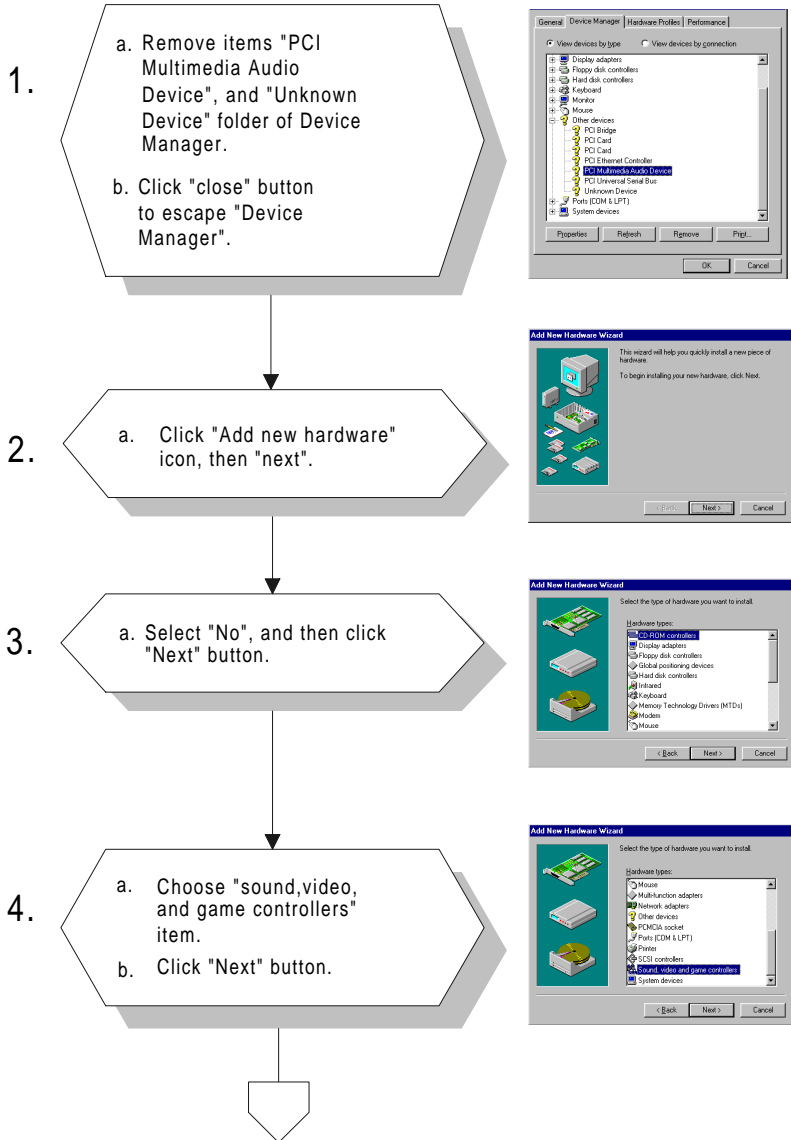 1.
a. Remove items "PCI
Multimedia Audio
Device", and "Unknown
Device" folder of Device
Manager.
b. Click "close" button
to escape "Device
Manager".
General Device Manager Hardware Profiles Performance
View devices by type View devices by connection
Display adapters
Floppy disk controllers
Hard disk controllers
Keyboard
Monitor
Mouse
Other devices
PCI Bridge
PCI Card
PCI Card
PCI Ethernet Controller
PCI Multimedia Audio Device
PCI Universal Serial Bus
Unknown Device
Ports (COM & LPT)
System devices
Properties Refresh Remove Print...
OK Cancel
2.
a. Click "Add new hardware"
icon, then "next".
Add New Hardware Wizard
This wizard will help you quickly install a new piece of
hardware.
To begin installing your new hardware, click Next.
< Back Next > Cancel
3.
a. Select "No", and then click
"Next" button.
Add New Hardware Wizard
Select the type of hardware you want to install.
Hardware types:
CD-ROM controllers
Display adapters
Floppy disk controllers
Global positioning devices
Hard disk controllers
Infrared
Keyboard
Memory Technology Drivers (MTDs)
Modem
Mouse
< Back Next > Cancel
4.
a. Choose "sound,video,
and game controllers"
item.
b. Click "Next" button.
Add New Hardware Wizard
Select the type of hardware you want to install.
Hardware types:
Mouse
Multi-function adapters
Network adapters
Other devices
PCMCIA socket
Ports (COM & LPT)
Printer
SCSI controllers
Sound, video and game controllers
System devices
< Back Next > Cancel